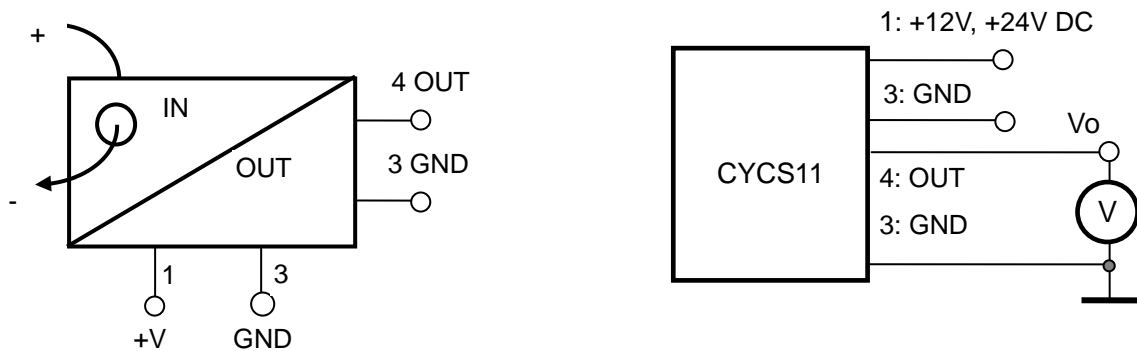 +
IN
OUT
-
4 OUT
3 GND
1
3
+V
GND
1: +12V, +24V DC
3: GND
Vo
CYCS11
4: OUT
V
3: GND